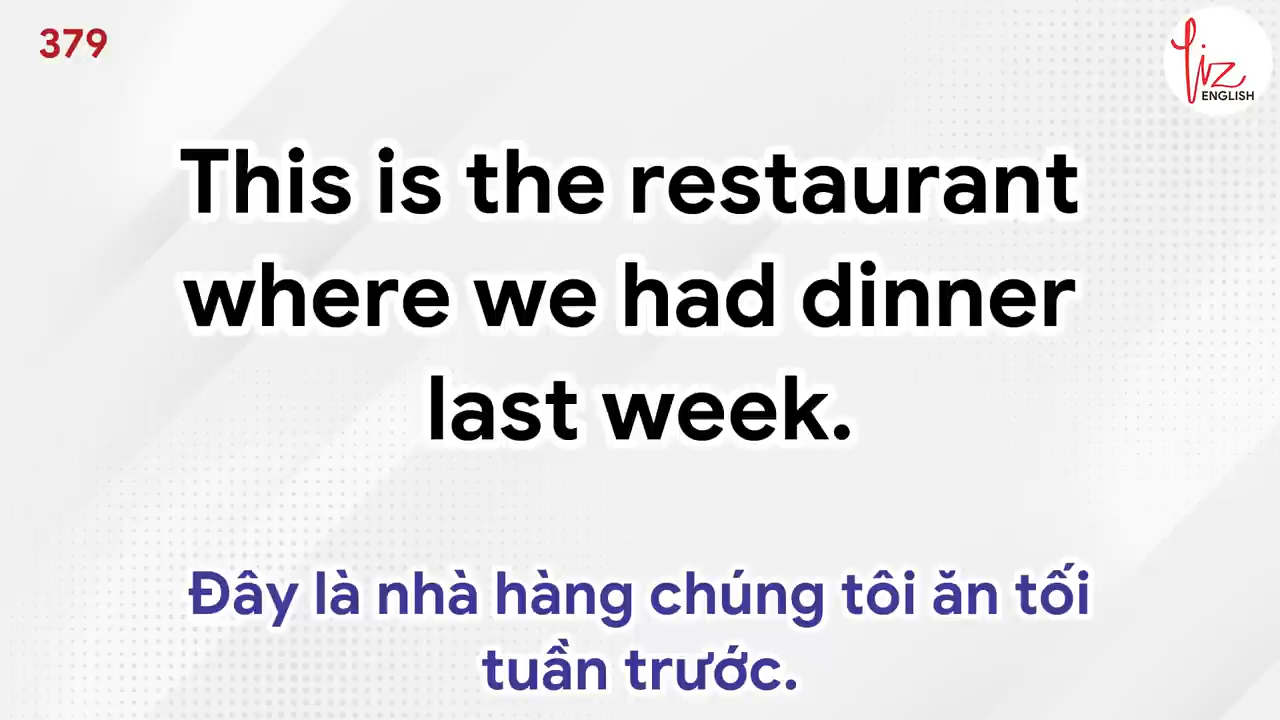 379
Liz
ENGLISH
This is the restaurant
where we had dinner
last week.
Đây là nhà hàng chúng tôi ăn tối
tuần trước.